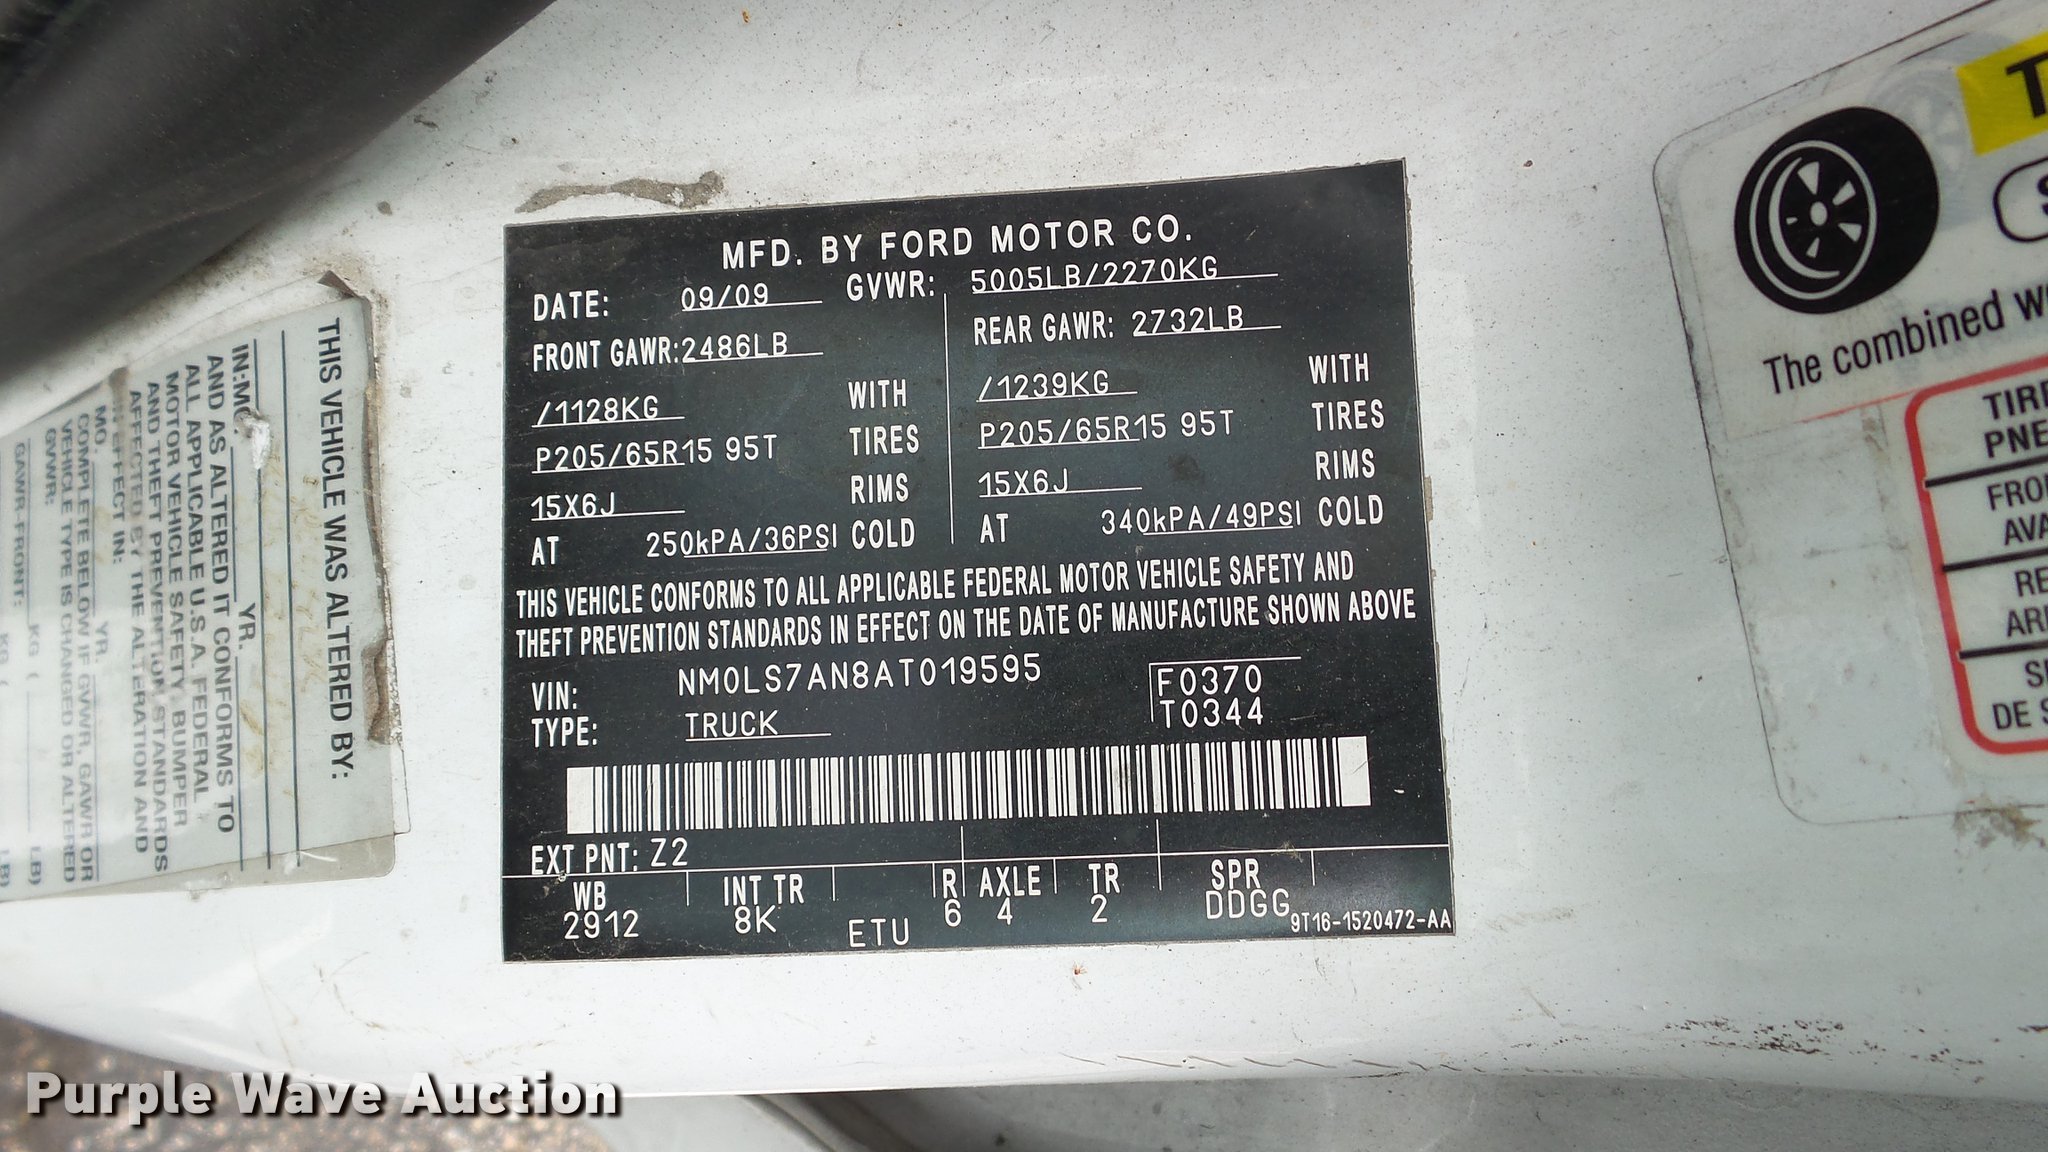 MFD. BY FORD MOTOR CO.
DATE: 09/09 GVWR: 5005LB/2270KG
FRONT GAWR: 2486LB REAR GAWR: 2732LB
/1128KG WITH /1239KG WITH
P205/65R15 95T TIRES P205/65R15 95T TIRES
15X6J RIMS 15X6J RIMS
AT 250kPA/36PSI COLD AT 340kPA/49PSI COLD
THIS VEHICLE CONFORMS TO ALL APPLICABLE FEDERAL MOTOR VEHICLE SAFETY AND
THEFT PREVENTION STANDARDS IN EFFECT ON THE DATE OF MANUFACTURE SHOWN ABOVE
VIN: NM0LS7AN8AT019595 F0370
TYPE: TRUCK T0344
EXT PNT: Z2
WB INT TR R AXLE TR SPR
2912 8K ETU 6 4 2 DDGG 9T16-1520472-AA
THIS VEHICLE WAS ALTERED BY:
IN: MO. YR.
AND AS ALTERED IT CONFORMS TO
ALL APPLICABLE U.S.A. FEDERAL
MOTOR VEHICLE SAFETY, BUMPER
AND THEFT PREVENTION STANDARDS
AFFECTED BY THE ALTERATION AND
IN EFFECT IN:
MO. YR.
COMPLETE BELOW IF GVWR, GAWR OR
VEHICLE TYPE IS CHANGED OR ALTERED
GVWR: KG ( LB)
GAWR-FRONT: KG ( LB)
The combined
Purple Wave Auction